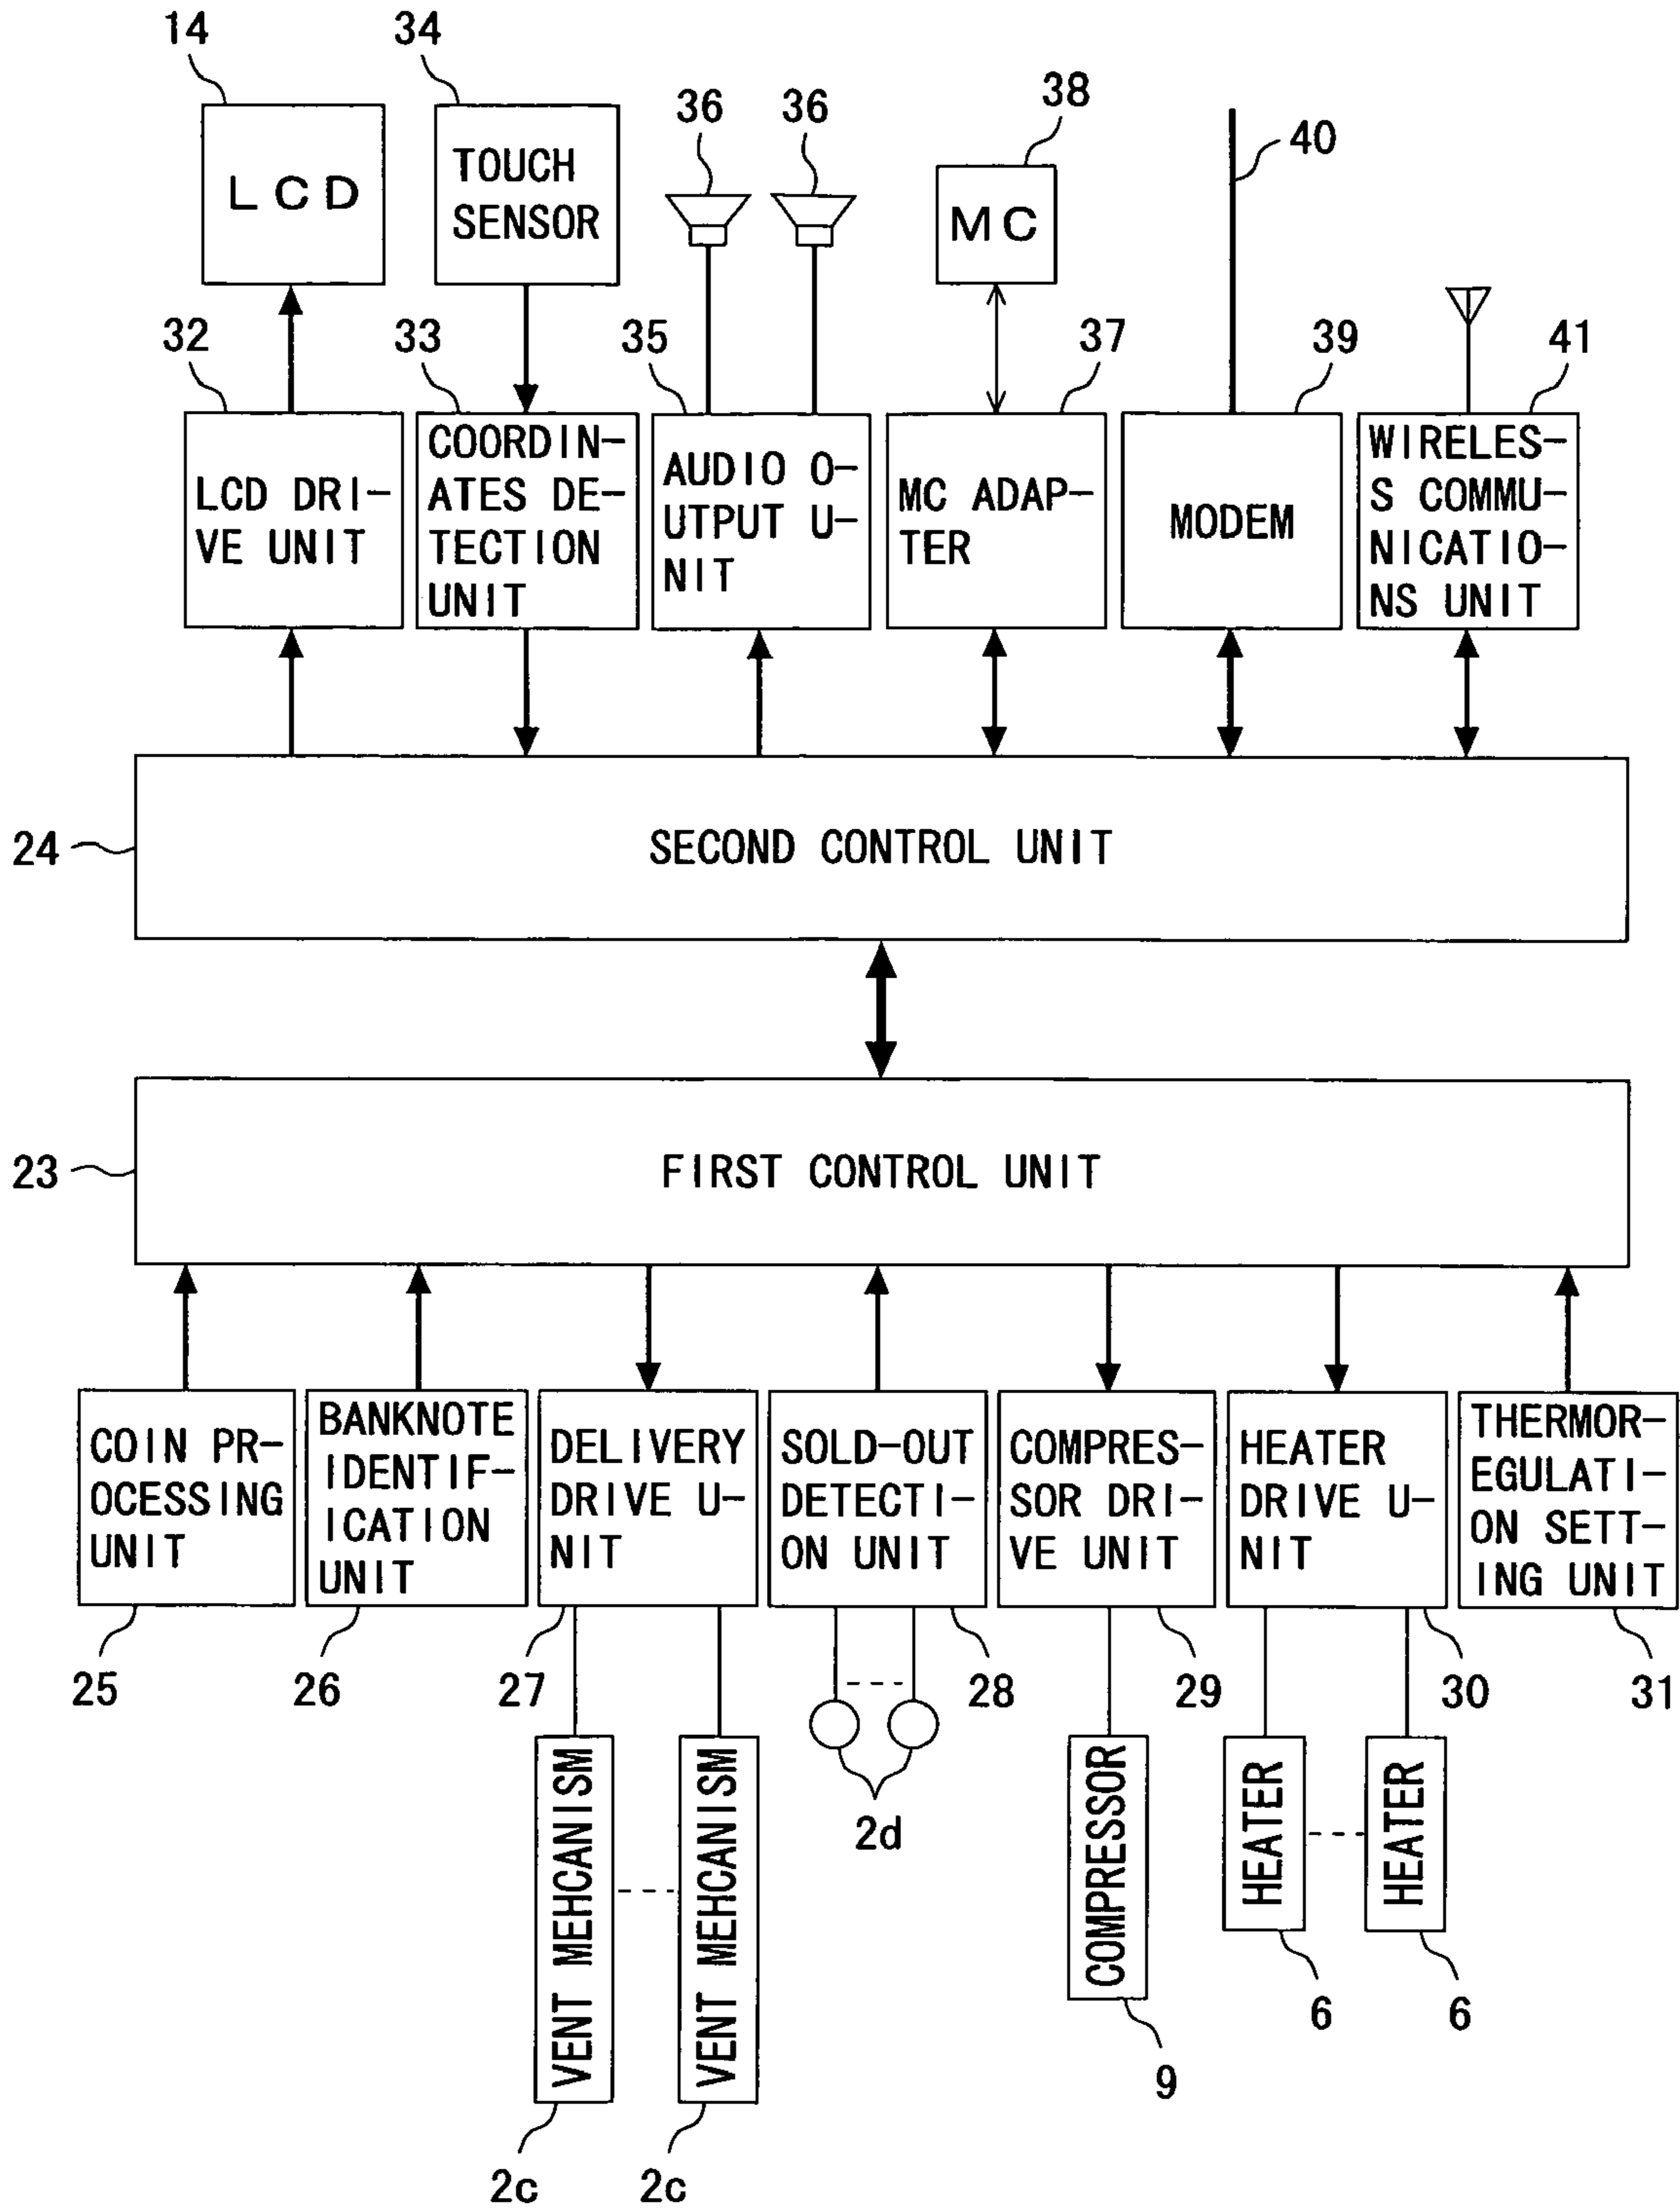 14
34
36
36
38
40
LCD
TOUCH
SENSOR
MC
32
33
35
37
39
41
LCD DRI-
VE UNIT
COORDIN-
ATES DE-
TECTION
UNIT
AUDIO O-
UTPUT U-
NIT
MC ADAP-
TER
MODEM
WIRELES-
S COMMU-
NICATIO-
NS UNIT
24
SECOND CONTROL UNIT
23
FIRST CONTROL UNIT
COIN PR-
OCESSING
UNIT
BANKNOTE
IDENTIF-
ICATION
UNIT
DELIVERY
DRIVE U-
NIT
SOLD-OUT
DETECTI-
ON UNIT
COMPRES-
SOR DRI-
VE UNIT
HEATER
DRIVE U-
NIT
THERMOR-
EGULATI-
ON SETT-
ING UNIT
25
26
27
28
29
30
31
VENT MEHCANISM
VENT MEHCANISM
2d
COMPRESSOR
HEATER
HEATER
6
6
9
2c
2c